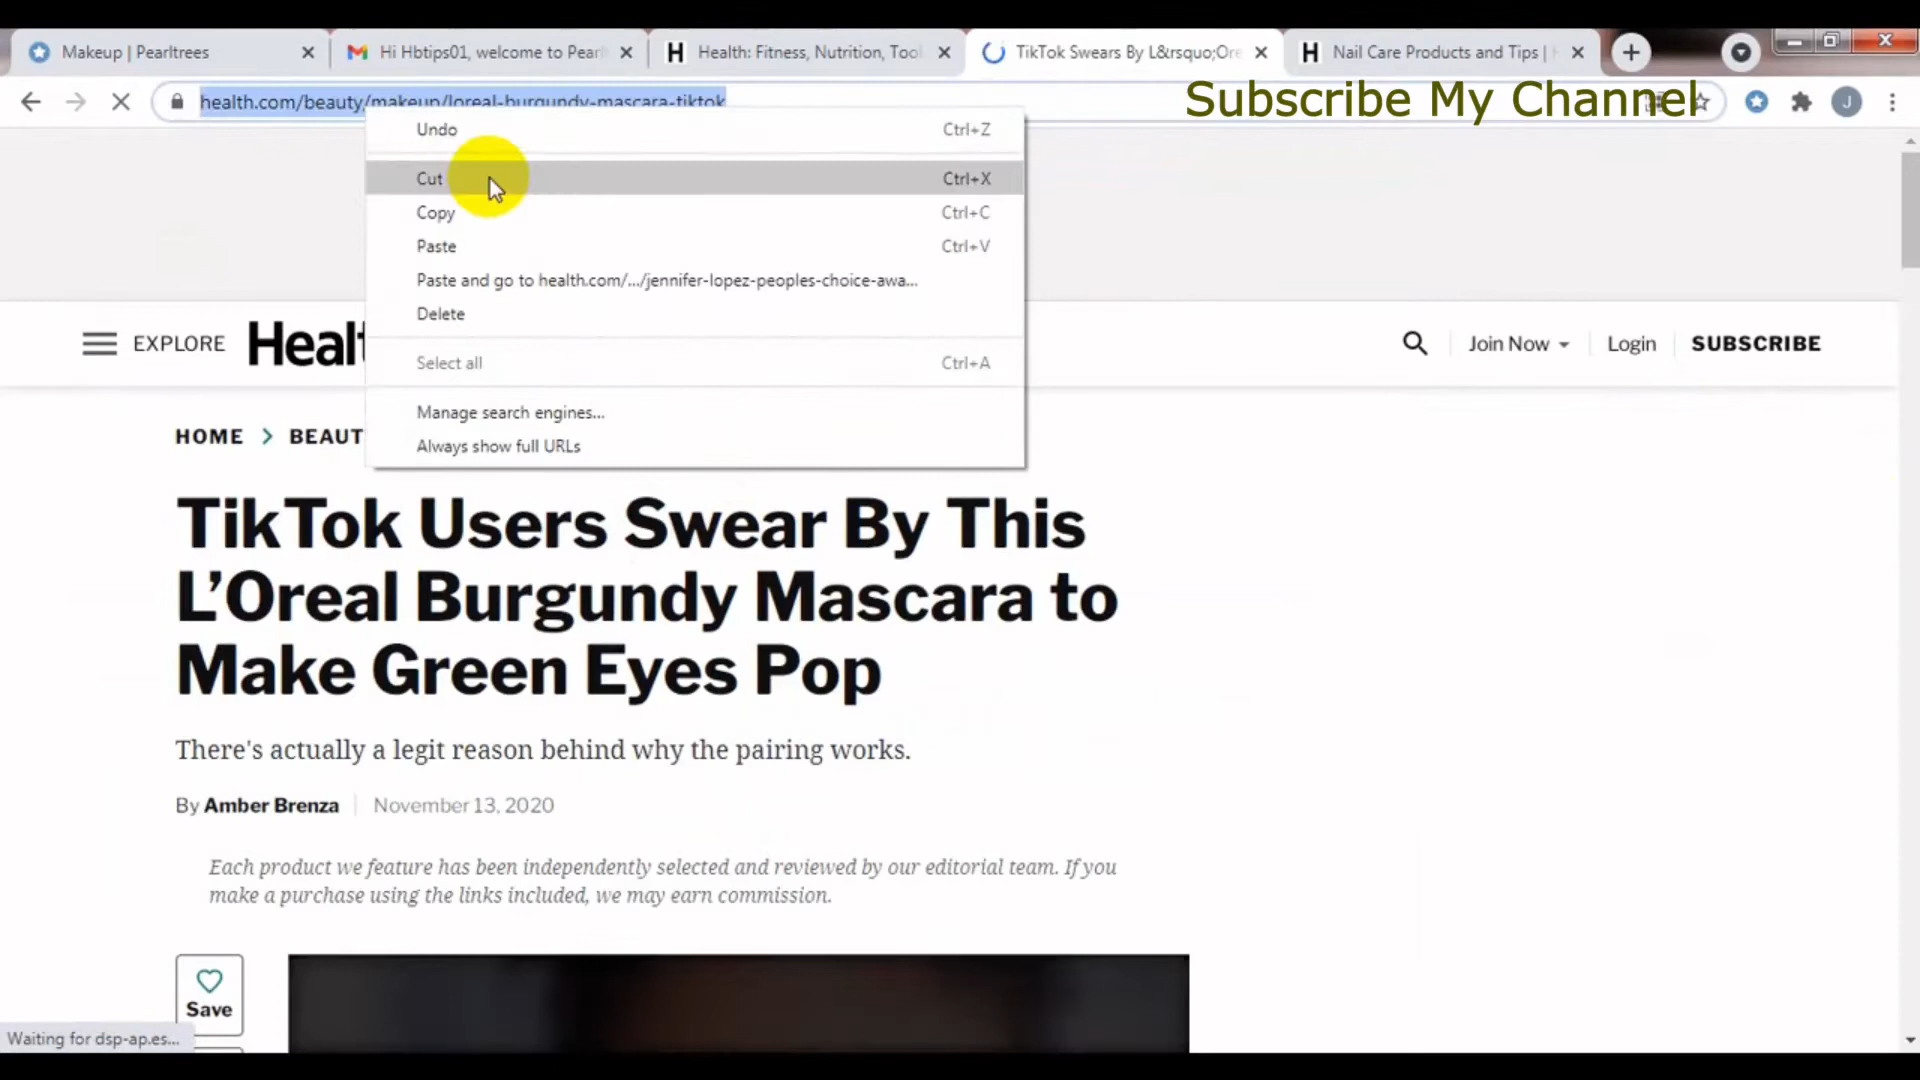 Makeup | Pearltrees
Hi Hbtips01, welcome to Pearl
H Health: Fitness, Nutrition, Tool
TikTok Swears By L&rsquo;Ore
H Nail Care Products and Tips |
health.com/beauty/makeup/loreal-burgundy-mascara-tiktok
Subscribe My Channel
J
Undo Ctrl+Z
Cut Ctrl+X
Copy Ctrl+C
Paste Ctrl+V
Paste and go to health.com/.../jennifer-lopez-peoples-choice-awa...
Delete
Select all Ctrl+A
Manage search engines...
Always show full URLs
EXPLORE Healt
Join Now Login SUBSCRIBE
HOME > BEAUT
TikTok Users Swear By This
L’Oreal Burgundy Mascara to
Make Green Eyes Pop
There's actually a legit reason behind why the pairing works.
By Amber Brenza November 13, 2020
Each product we feature has been independently selected and reviewed by our editorial team. If you
make a purchase using the links included, we may earn commission.
Save
Waiting for dsp-ap.es...